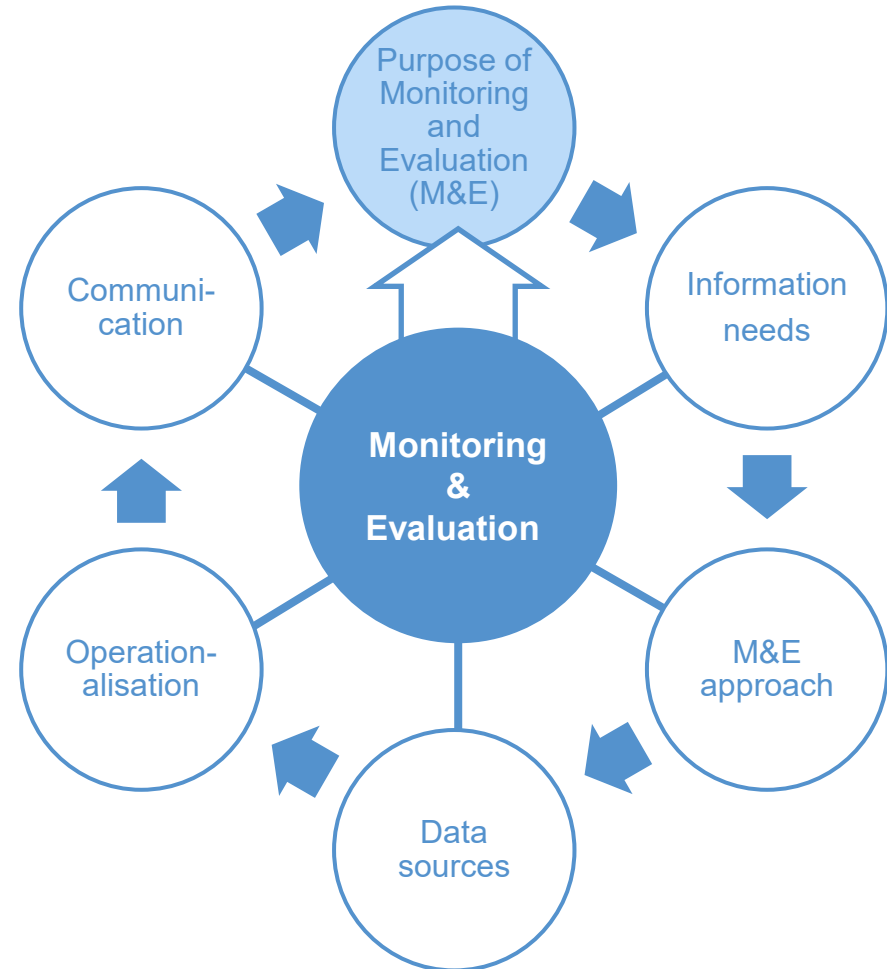 Purpose of
Monitoring
and
Evaluation
(M&E)
Information
needs
M&E
approach
Data
sources
Operation-
alisation
Communi-
cation
Monitoring
&
Evaluation